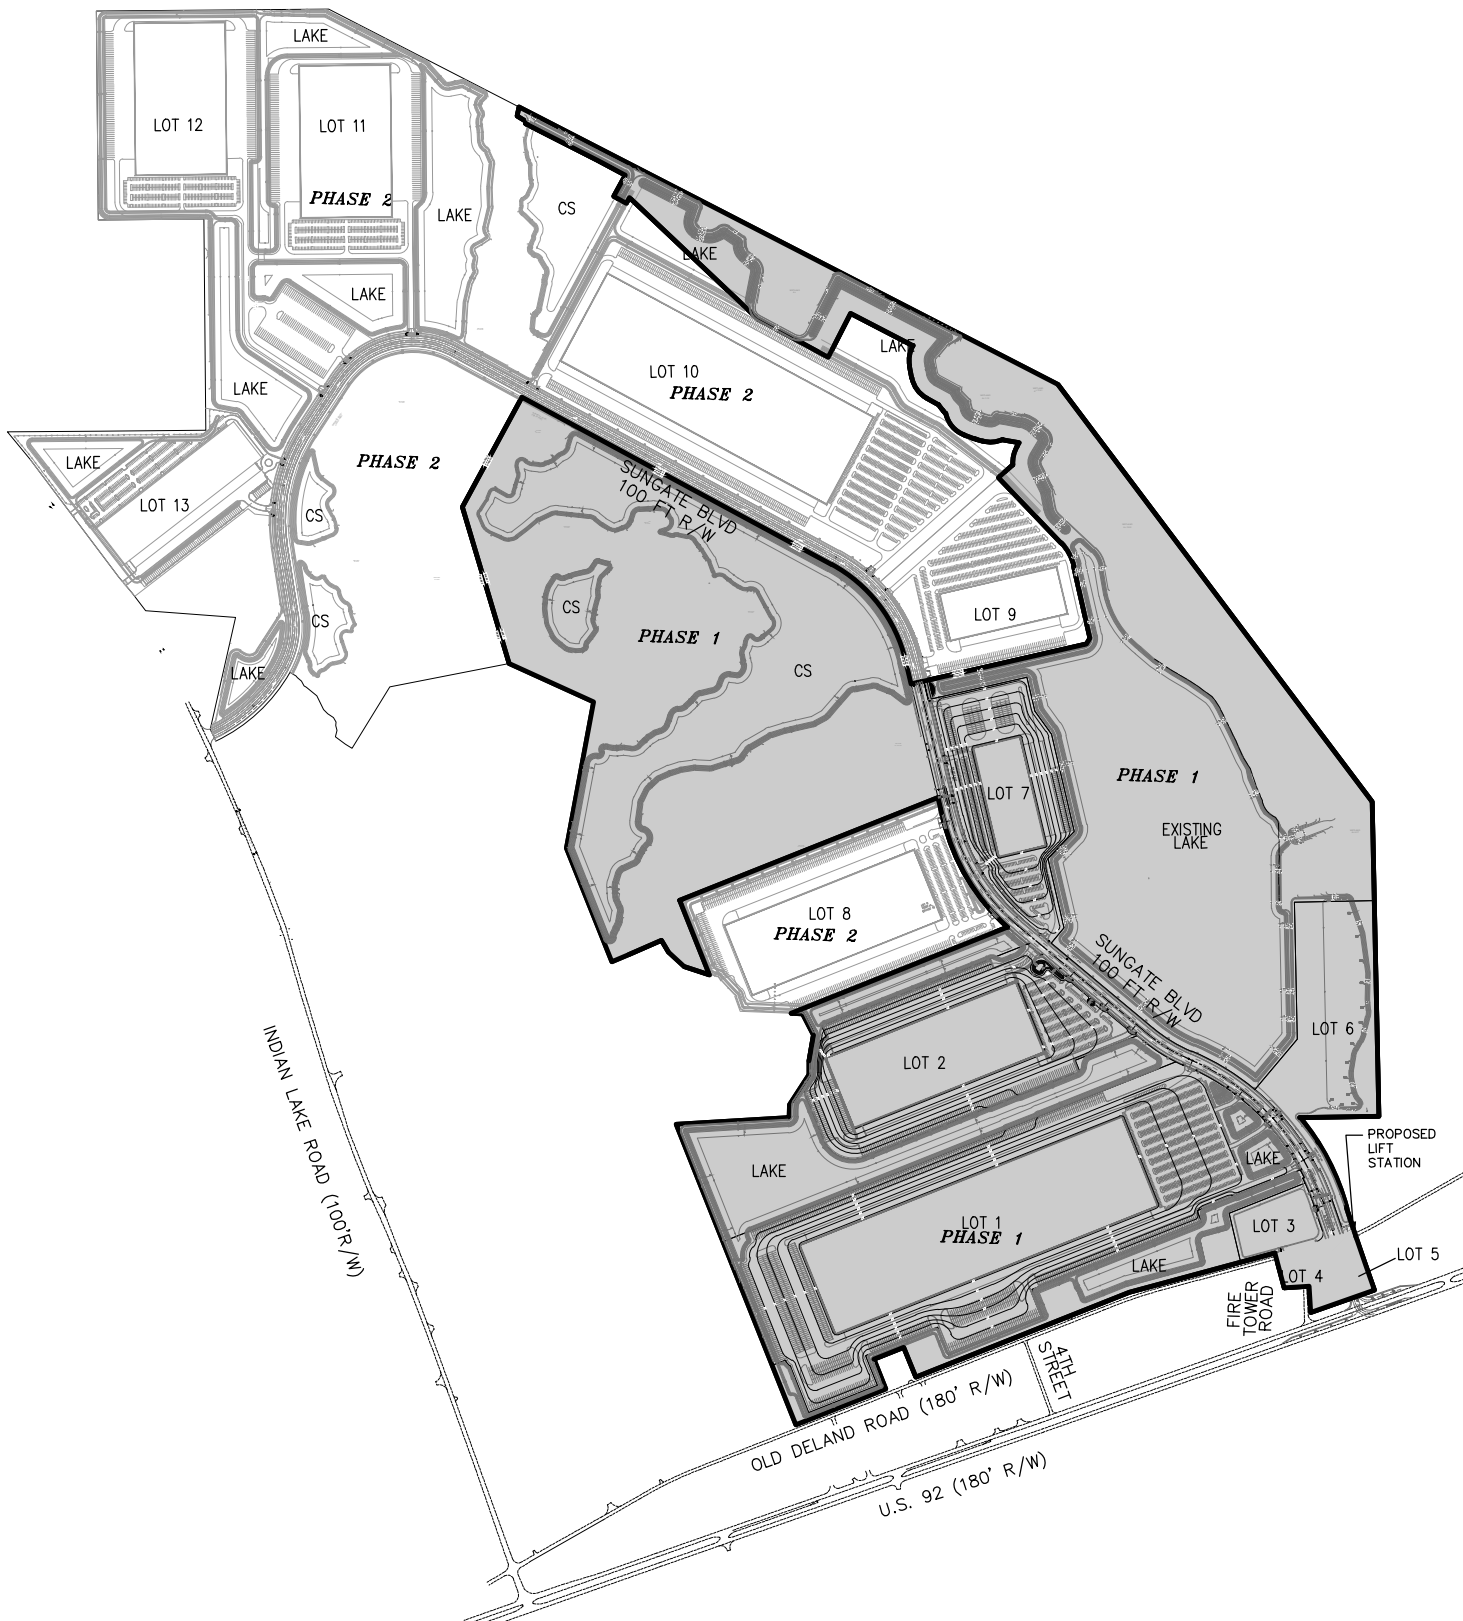 LAKE
LOT 12
LOT 11
PHASE 2
LAKE
CS
LAKE
LAKE
LAKE
LOT 10
PHASE 2
LAKE
PHASE 2
LAKE
SUNGATE BLVD
100 FT R/W
LOT 13
CS
CS
LOT 9
CS
PHASE 1
CS
LAKE
PHASE 1
LOT 7
EXISTING
LAKE
LOT 8
PHASE 2
SUNGATE BLVD
100 FT R/W
LOT 6
LOT 2
INDIAN LAKE ROAD (100'R/W)
PROPOSED
LIFT
STATION
LAKE
LAKE
LOT 1
PHASE 1
LOT 3
LOT 5
LAKE
LOT 4
FIRE
TOWER
ROAD
4TH
STREET
OLD DELAND ROAD (180' R/W)
U.S. 92 (180' R/W)